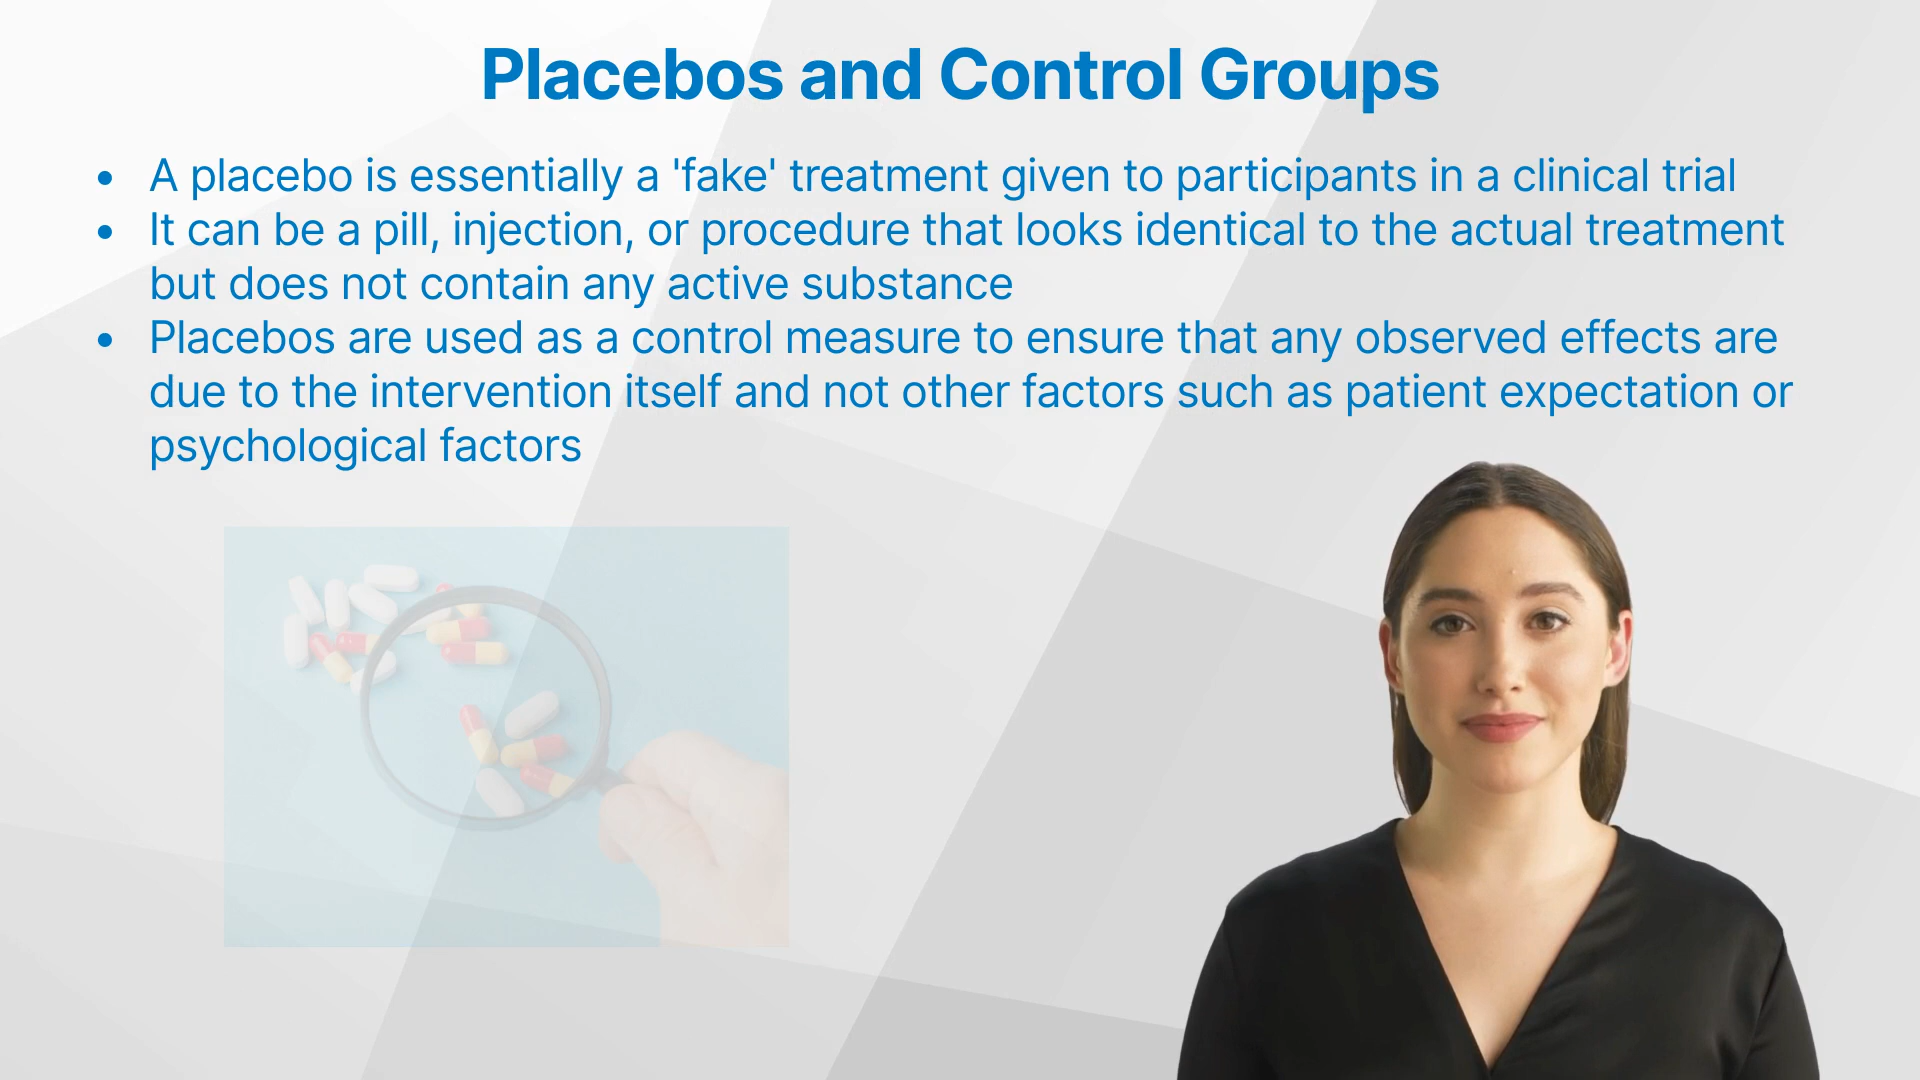 Placebos and Control Groups
• A placebo is essentially a 'fake' treatment given to participants in a clinical trial
• It can be a pill, injection, or procedure that looks identical to the actual treatment
but does not contain any active substance
• Placebos are used as a control measure to ensure that any observed effects are
due to the intervention itself and not other factors such as patient expectation or
psychological factors